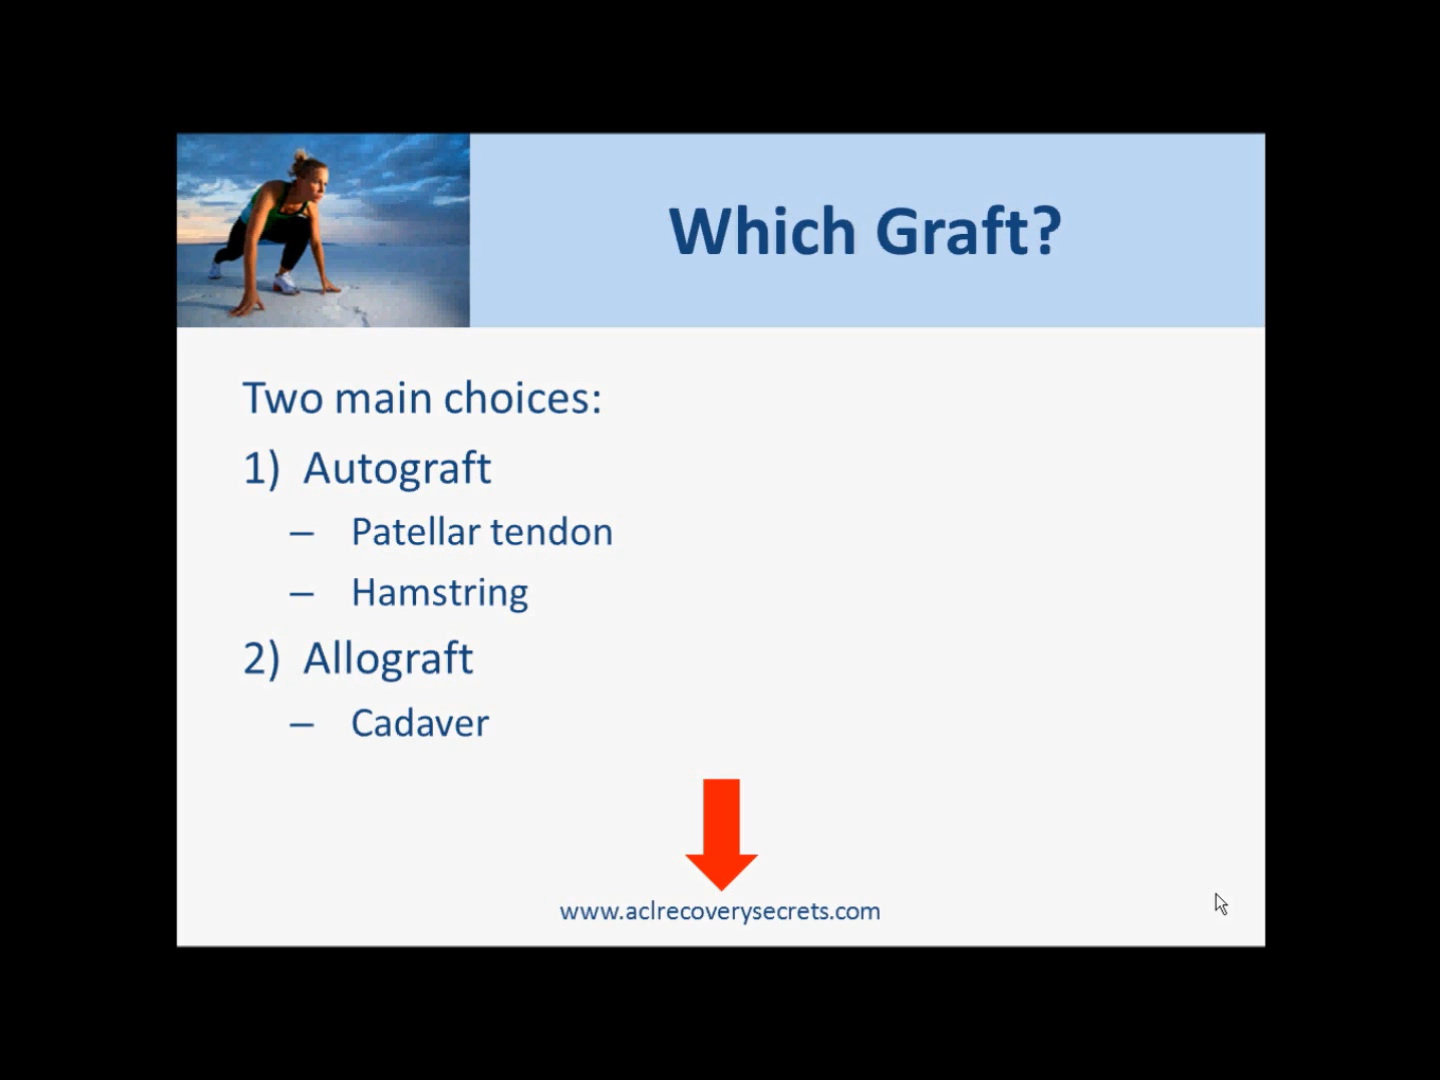 Which Graft?
Two main choices:
1) Autograft
– Patellar tendon
– Hamstring
2) Allograft
– Cadaver
www.aclrecoverysecrets.com